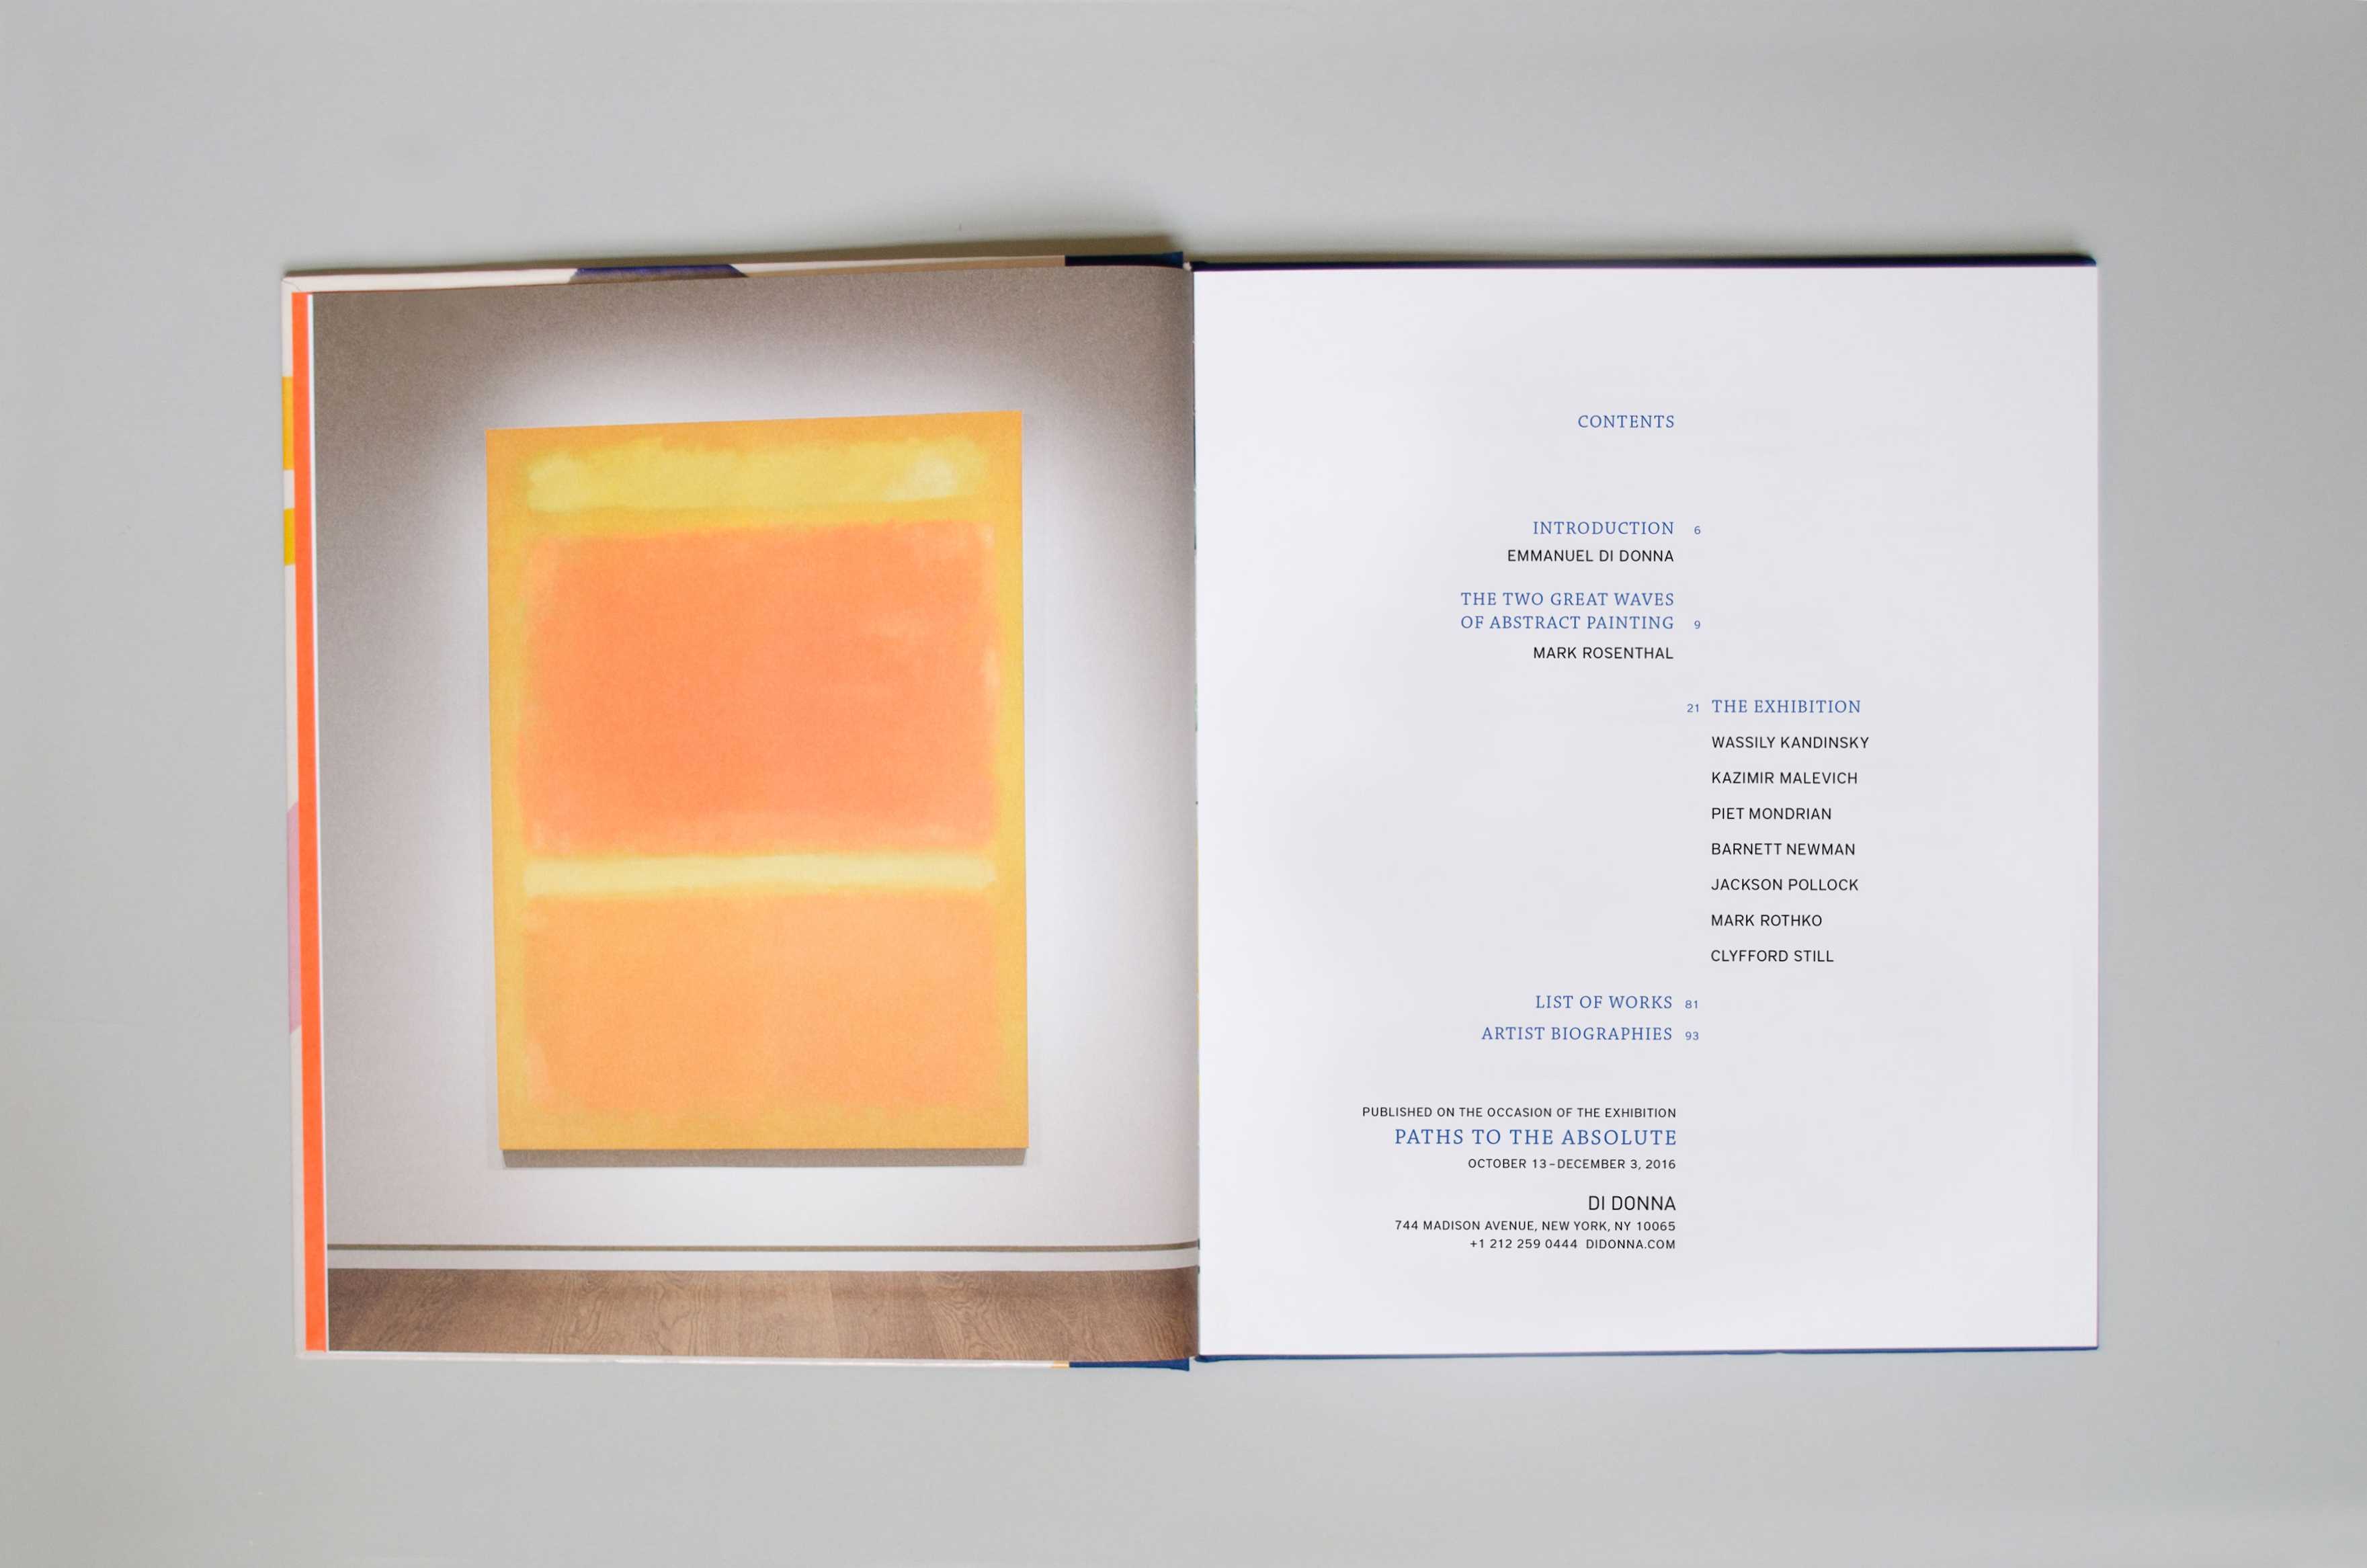 CONTENTS
INTRODUCTION 6
EMMANUEL DI DONNA
THE TWO GREAT WAVES
OF ABSTRACT PAINTING 9
MARK ROSENTHAL
21 THE EXHIBITION
WASSILY KANDINSKY
KAZIMIR MALEVICH
PIET MONDRIAN
BARNETT NEWMAN
JACKSON POLLOCK
MARK ROTHKO
CLYFFORD STILL
LIST OF WORKS 81
ARTIST BIOGRAPHIES 93
PUBLISHED ON THE OCCASION OF THE EXHIBITION
PATHS TO THE ABSOLUTE
OCTOBER 13–DECEMBER 3, 2016
DI DONNA
744 MADISON AVENUE, NEW YORK, NY 10065
+1 212 259 0444 DIDONNA.COM